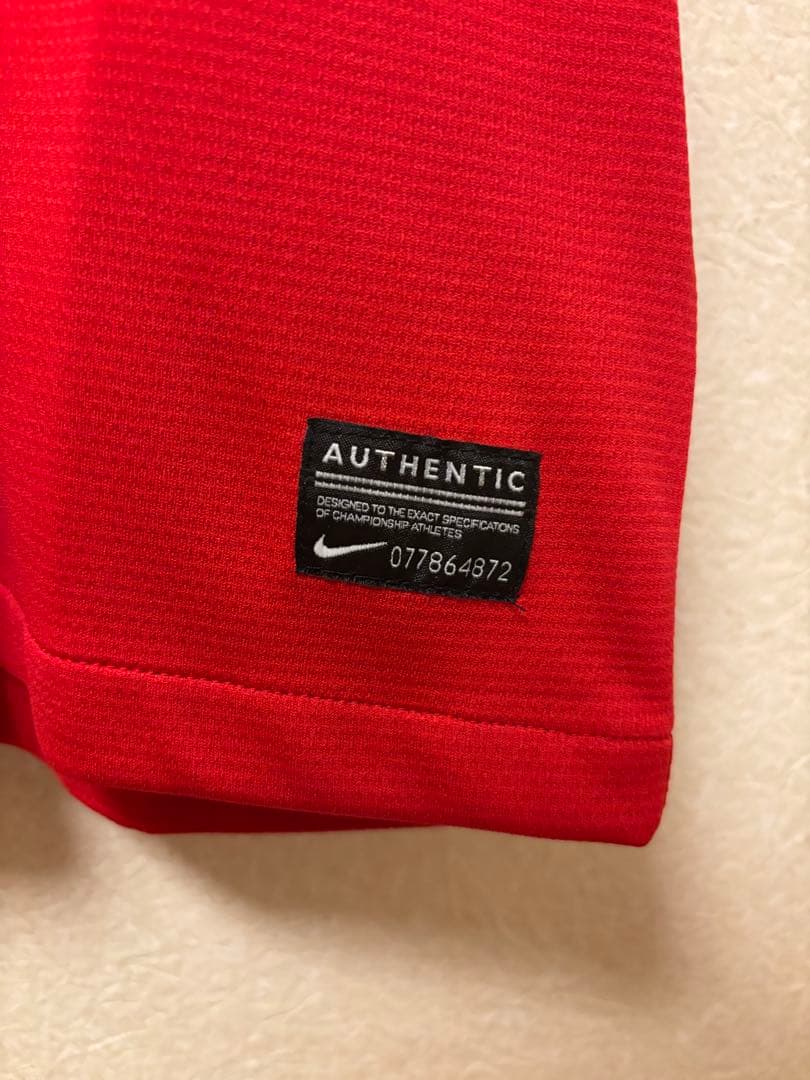 AUTHENTIC
DESIGNED TO THE EXACT SPECIFICATIONS
OF CHAMPIONSHIP ATHLETES
077864872